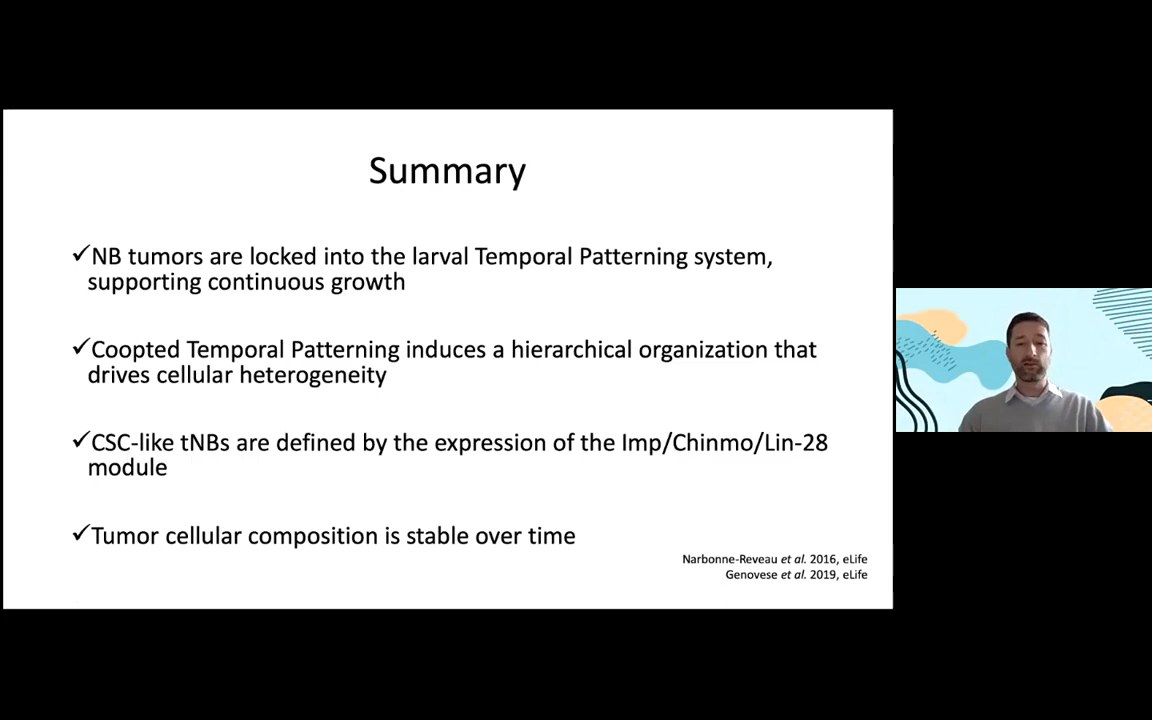 Summary
✓NB tumors are locked into the larval Temporal Patterning system,
supporting continuous growth
✓Coopted Temporal Patterning induces a hierarchical organization that
drives cellular heterogeneity
✓CSC-like tNBs are defined by the expression of the Imp/Chinmo/Lin-28
module
✓Tumor cellular composition is stable over time
Narbonne-Reveau et al. 2016, eLife
Genovese et al. 2019, eLife